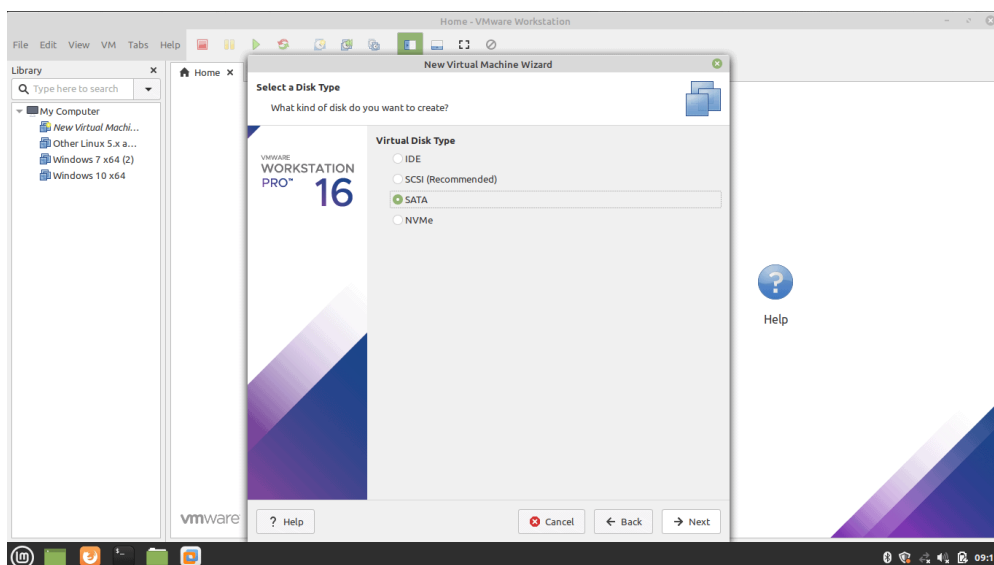 Home - VMware Workstation
File Edit View VM Tabs Help
Library
Type here to search
My Computer
New Virtual Machi...
Other Linux 5.x a...
Windows 7 x64 (2)
Windows 10 x64
Home
New Virtual Machine Wizard
Select a Disk Type
What kind of disk do you want to create?
VMWARE
WORKSTATION
PRO™ 16
Virtual Disk Type
IDE
SCSI (Recommended)
SATA
NVMe
Help
vmware
? Help
Cancel
Back
Next
09:1